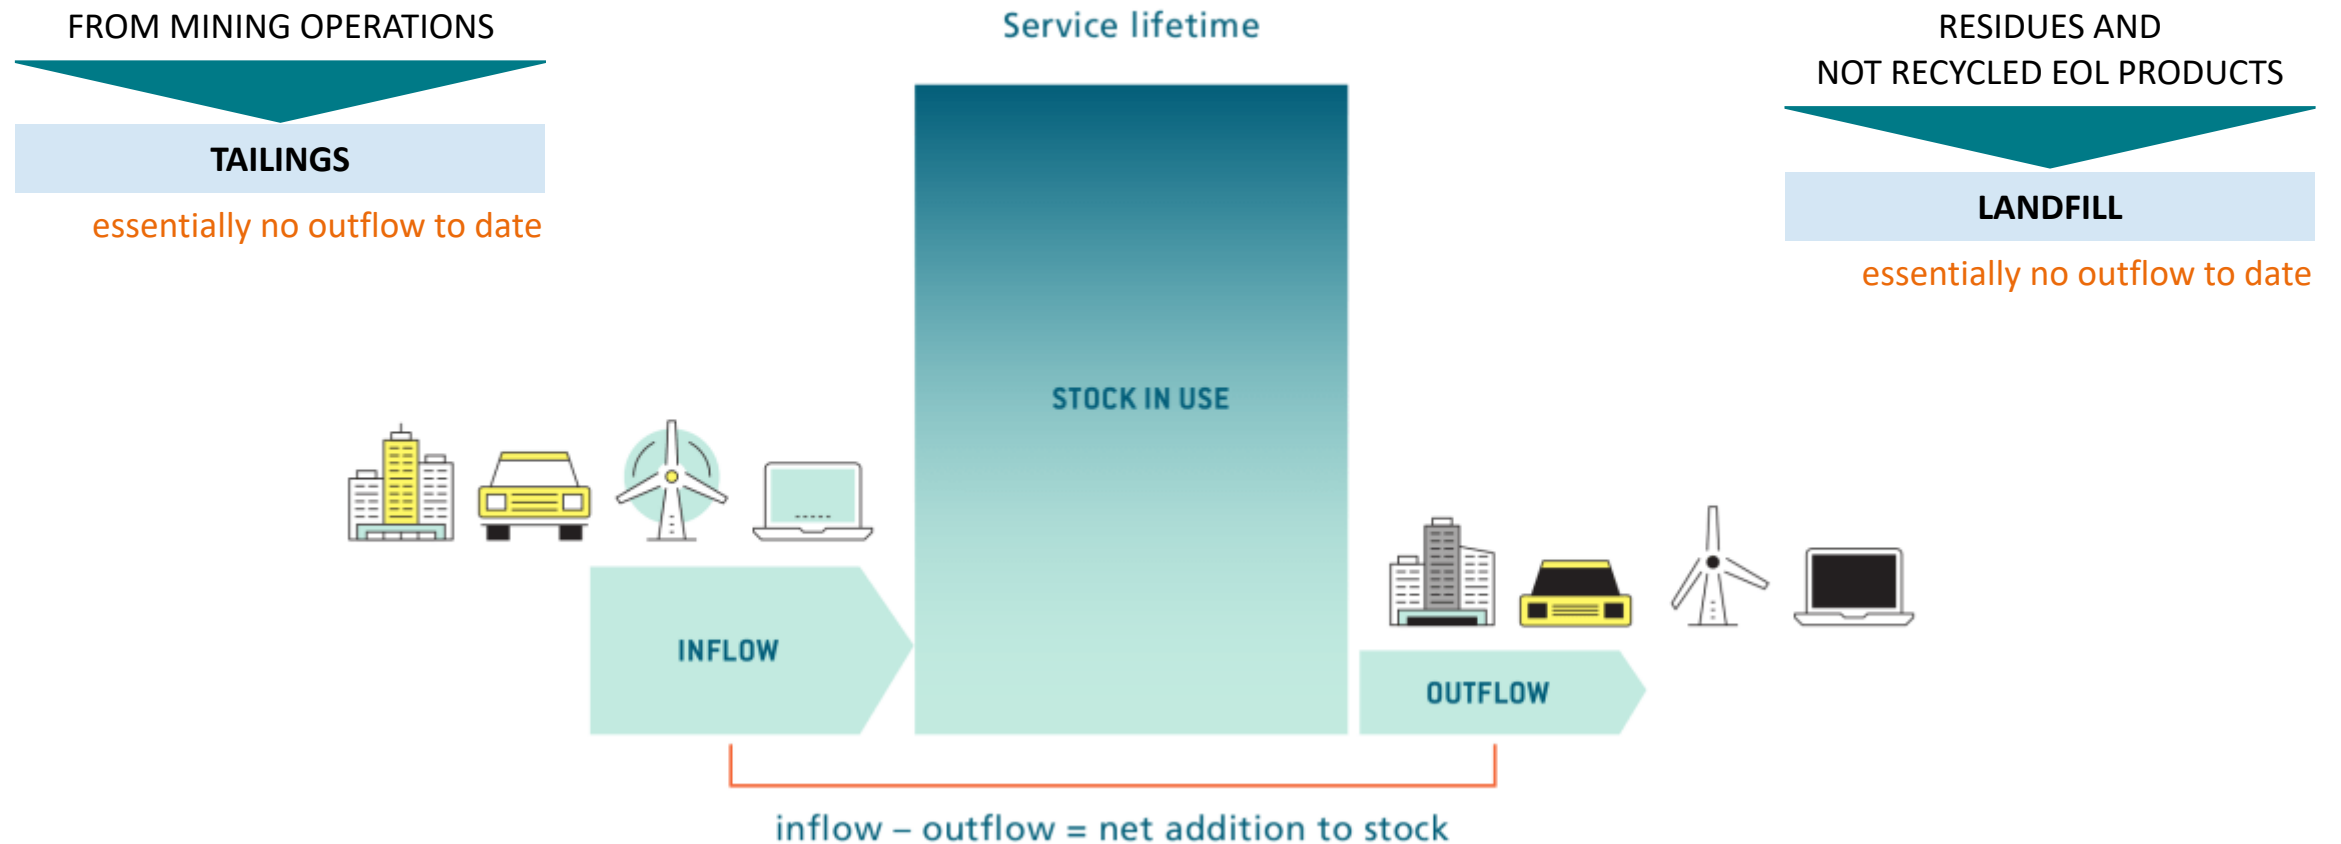 FROM MINING OPERATIONS
TAILINGS
essentially no outflow to date
Service lifetime
RESIDUES AND
NOT RECYCLED EOL PRODUCTS
LANDFILL
essentially no outflow to date
STOCK IN USE
INFLOW
OUTFLOW
inflow – outflow = net addition to stock